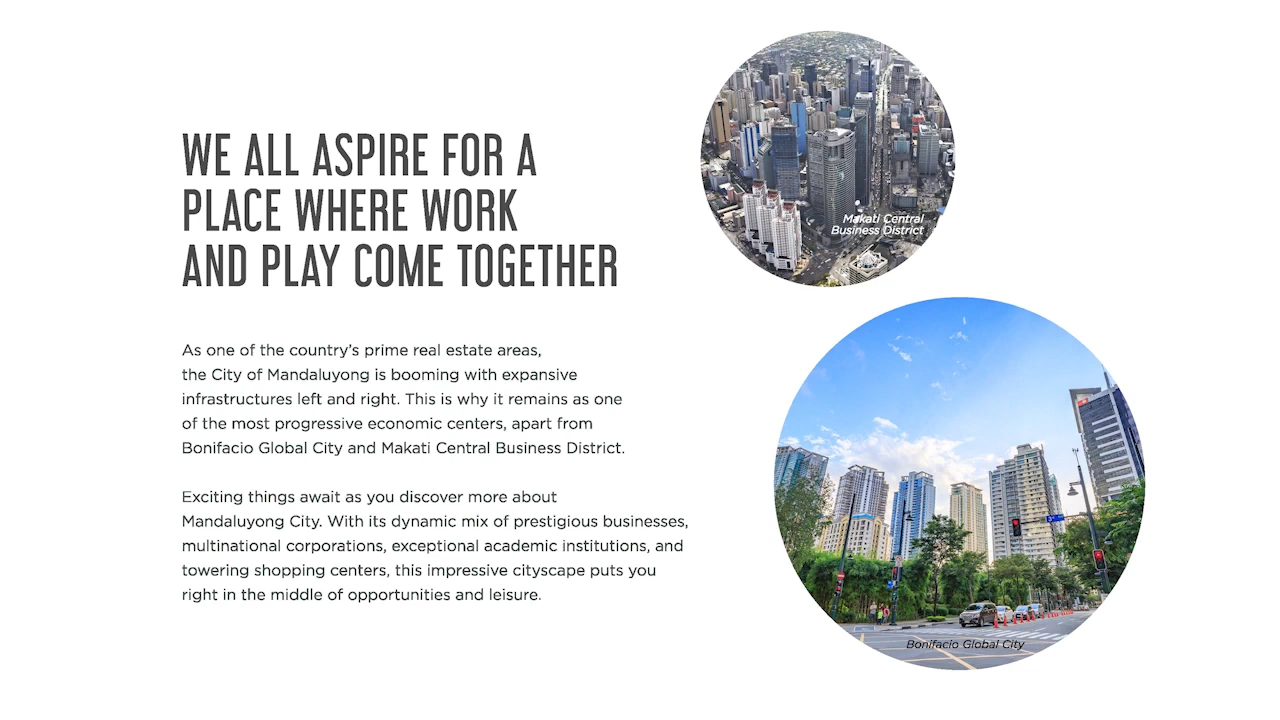 WE ALL ASPIRE FOR A
PLACE WHERE WORK
AND PLAY COME TOGETHER
As one of the country's prime real estate areas,
the City of Mandaluyong is booming with expansive
infrastructures left and right. This is why it remains as one
of the most progressive economic centers, apart from
Bonifacio Global City and Makati Central Business District.
Exciting things await as you discover more about
Mandaluyong City. With its dynamic mix of prestigious businesses,
multinational corporations, exceptional academic institutions, and
towering shopping centers, this impressive cityscape puts you
right in the middle of opportunities and leisure.
Makati Central
Business District
Bonifacio Global City